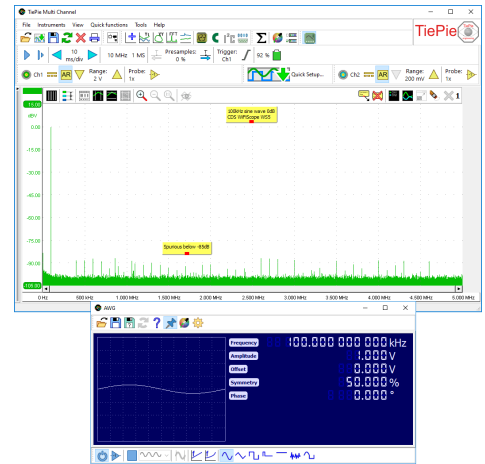 TiePie Multi Channel
File Instruments View Quick functions Tools Help
TiePie
10
ms/div
10 MHz 1 MS
Presamples:
0 %
Trigger:
Ch1
92 %
Ch1
AR
Range:
2 V
Probe:
1x
Quick Setup...
Ch2
AR
Range:
200 mV
Probe:
1x
1
15.00
dBV
0.00
-15.00
-30.00
-45.00
-60.00
-75.00
-90.00
-105.00
100kHz sine wave 0dB
CDS WiFiScope WS5
Spurious below -85dB
0 Hz 500 kHz 1.000 MHz 1.500 MHz 2.000 MHz 2.500 MHz 3.000 MHz 3.500 MHz 4.000 MHz 4.500 MHz 5.000 MHz
AWG
Frequency 100.000 000 000 kHz
Amplitude 1.000 V
Offset 0.000 V
Symmetry 50.000 %
Phase 0.000 °